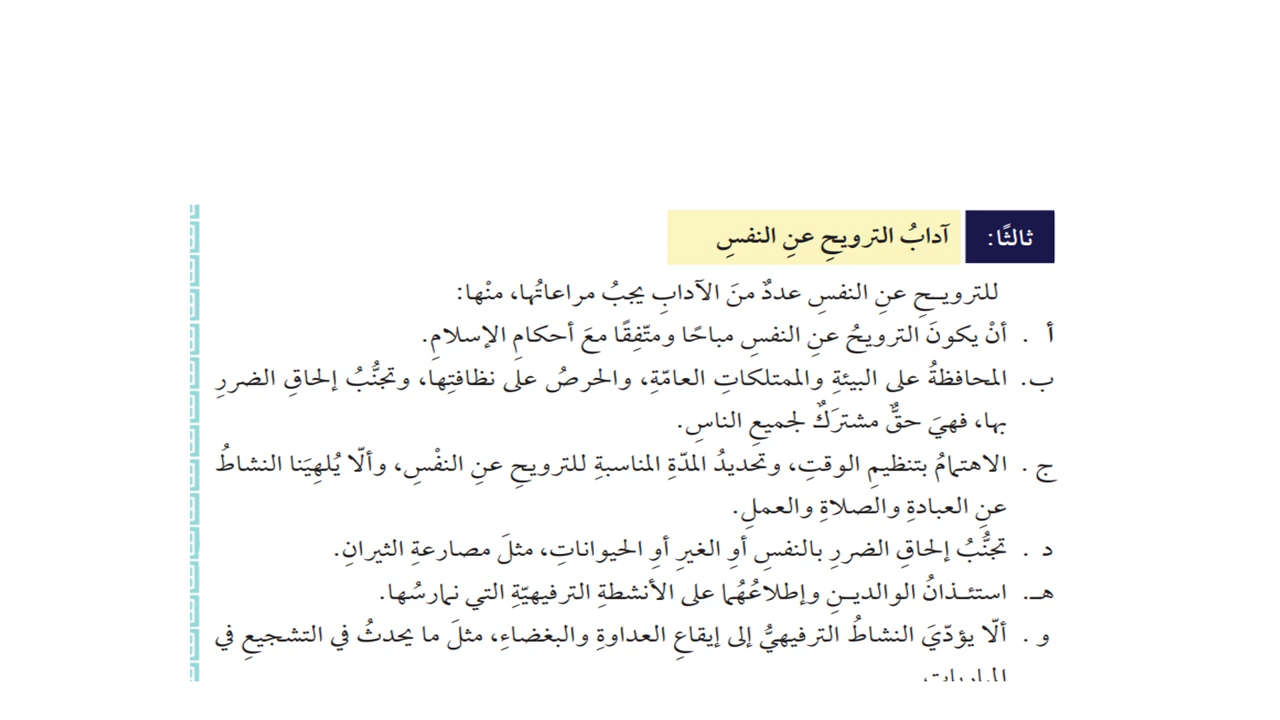 ثالثًا: آدابُ الترويحِ عنِ النفسِ
للترويـحِ عنِ النفسِ عددٌ منَ الآدابِ يجبُ مراعاتُها، منْها:
أ . أنْ يكونَ الترويحُ عنِ النفسِ مباحًا ومتّفِقًا معَ أحكامِ الإسلامِ.
ب. المحافظةُ على البيئةِ والممتلكاتِ العامّةِ، والحرصُ على نظافتِها، وتجنُّبُ إلحاقِ الضررِ
بها، فهيَ حقٌّ مشترَكٌ لجميعِ الناسِ.
ج . الاهتمامُ بتنظيمِ الوقتِ، وتحديدُ المدّةِ المناسبةِ للترويحِ عنِ النفْسِ، وألّا يُلهِيَنا النشاطُ
عنِ العبادةِ والصلاةِ والعملِ.
د . تجنُّبُ إلحاقِ الضررِ بالنفسِ أوِ الغيرِ أوِ الحيواناتِ، مثلَ مصارعةِ الثيرانِ.
هـ. استئـذانُ الوالديـنِ وإطلاعُهُما على الأنشطةِ الترفيهيّةِ التي نمارسُها.
و . ألّا يؤدّيَ النشاطُ الترفيهيُّ إلى إيقاعِ العداوةِ والبغضاءِ، مثلَ ما يحدثُ في التشجيعِ في